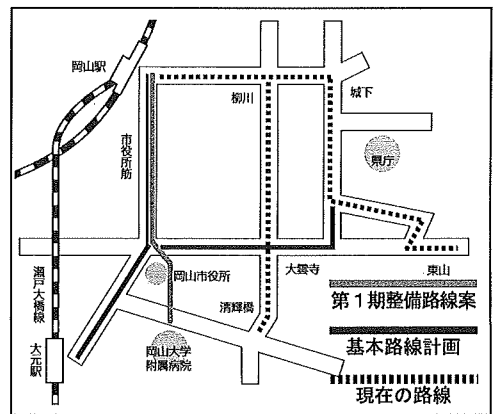 岡山駅
柳川
城下
市役所筋
県庁
岡山市役所
大雲寺
東山
瀬戸大橋線
清輝橋
第1期整備路線案
大元駅
岡山大学
附属病院
基本路線計画
現在の路線